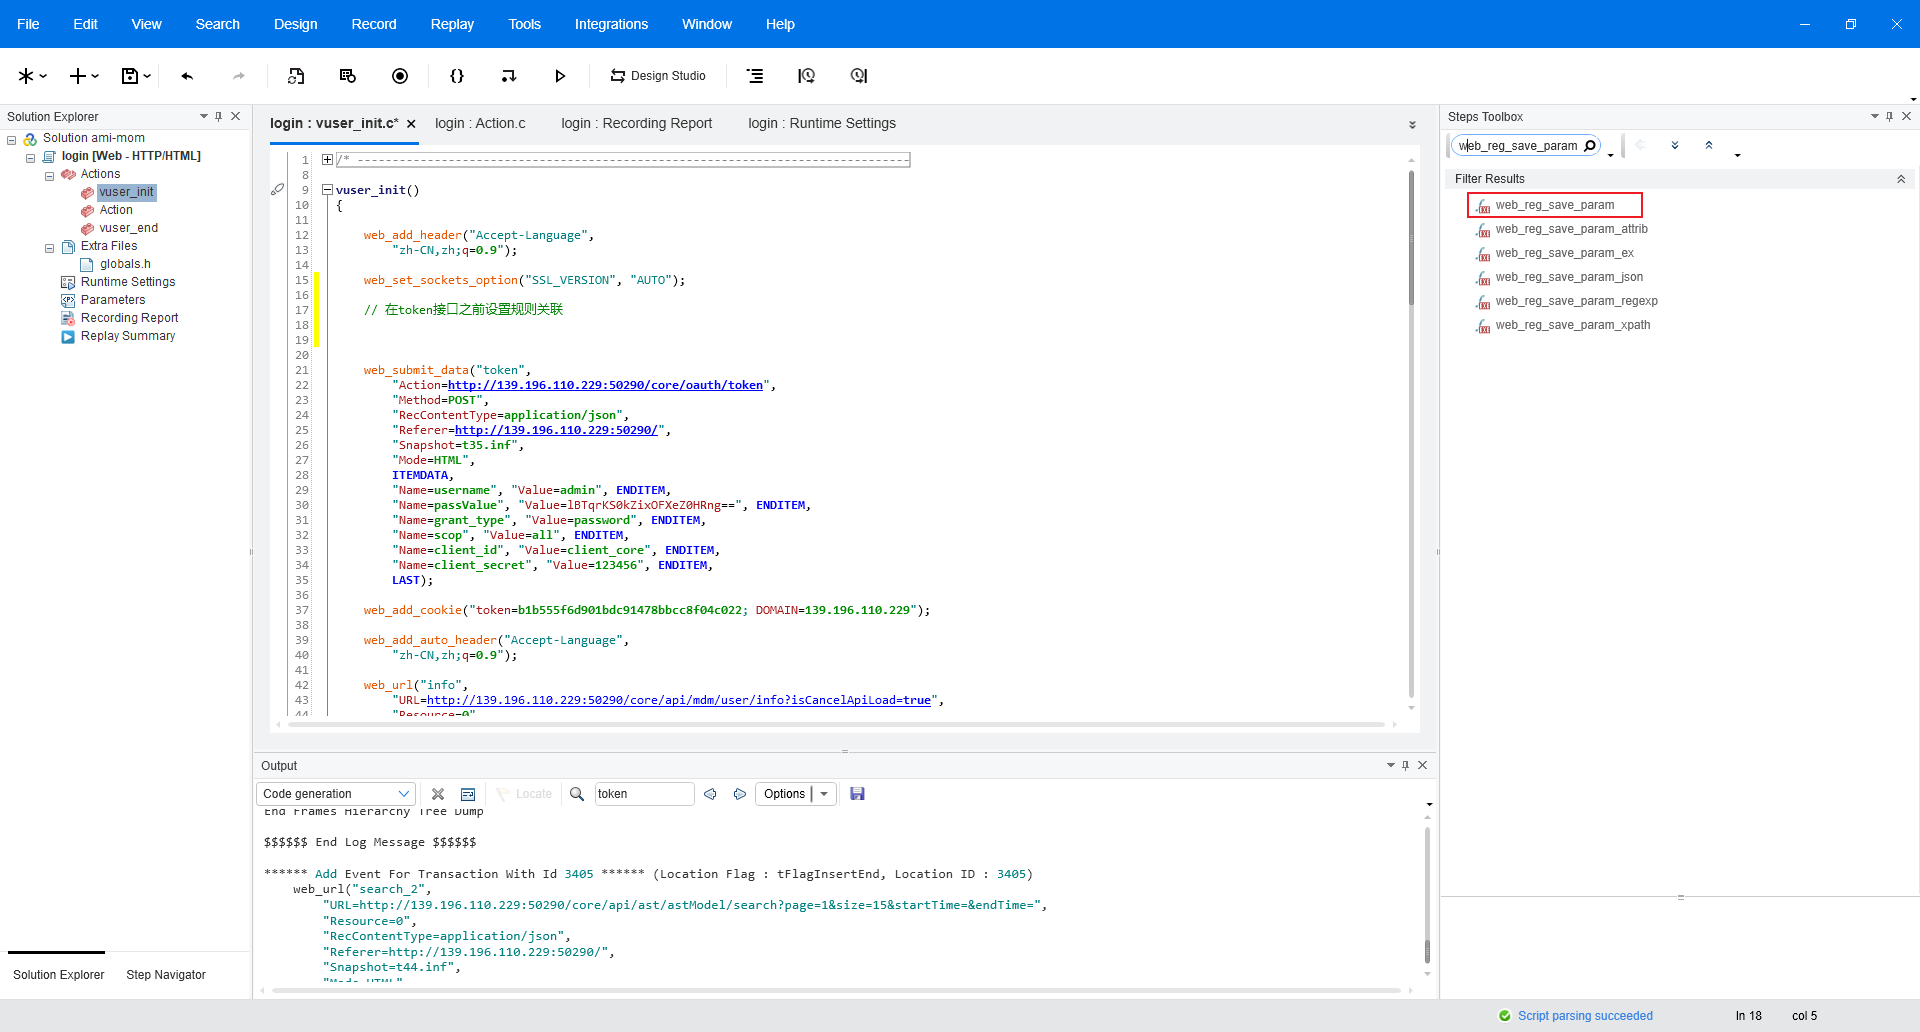 File Edit View Search Design Record Replay Tools Integrations Window Help
Design Studio
Solution Explorer
Solution ami-mom
login [Web - HTTP/HTML]
Actions
vuser_init
Action
vuser_end
Extra Files
globals.h
Runtime Settings
Parameters
Recording Report
Replay Summary
Solution Explorer Step Navigator
login : vuser_init.c* login : Action.c login : Recording Report login : Runtime Settings
1 /* -------------------------------------------------------------------------------
8
9 vuser_init()
10 {
11
12 web_add_header("Accept-Language",
13 "zh-CN,zh;q=0.9");
14
15 web_set_sockets_option("SSL_VERSION", "AUTO");
16
17 // 在token接口之前设置规则关联
18
19
20
21 web_submit_data("token",
22 "Action=http://139.196.110.229:50290/core/oauth/token",
23 "Method=POST",
24 "RecContentType=application/json",
25 "Referer=http://139.196.110.229:50290/",
26 "Snapshot=t35.inf",
27 "Mode=HTML",
28 ITEMDATA,
29 "Name=username", "Value=admin", ENDITEM,
30 "Name=passValue", "Value=lBTqrKS0kZixOFXeZ0HRng==", ENDITEM,
31 "Name=grant_type", "Value=password", ENDITEM,
32 "Name=scop", "Value=all", ENDITEM,
33 "Name=client_id", "Value=client_core", ENDITEM,
34 "Name=client_secret", "Value=123456", ENDITEM,
35 LAST);
36
37 web_add_cookie("token=b1b555f6d901bdc91478bbcc8f04c022; DOMAIN=139.196.110.229");
38
39 web_add_auto_header("Accept-Language",
40 "zh-CN,zh;q=0.9");
41
42 web_url("info",
43 "URL=http://139.196.110.229:50290/core/api/mdm/user/info?isCancelApiLoad=true",
44 "Resource=0"
Output
Code generation Locate token Options
End Frames Hierarchy Tree Dump
$$$$$$ End Log Message $$$$$$
****** Add Event For Transaction With Id 3405 ****** (Location Flag : tFlagInsertEnd, Location ID : 3405)
web_url("search_2",
"URL=http://139.196.110.229:50290/core/api/ast/astModel/search?page=1&size=15&startTime=&endTime=",
"Resource=0",
"RecContentType=application/json",
"Referer=http://139.196.110.229:50290/",
"Snapshot=t44.inf",
"Mode=HTML"
Steps Toolbox
web_reg_save_param
Filter Results
web_reg_save_param
web_reg_save_param_attrib
web_reg_save_param_ex
web_reg_save_param_json
web_reg_save_param_regexp
web_reg_save_param_xpath
Script parsing succeeded ln 18 col 5